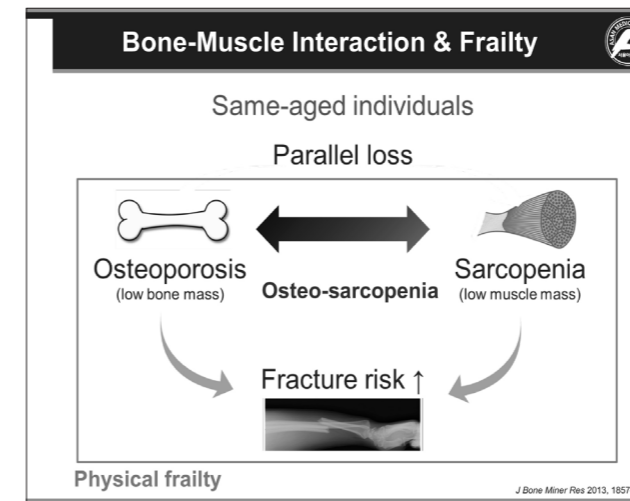 Bone-Muscle Interaction & Frailty
Same-aged individuals
Parallel loss
Osteoporosis
(low bone mass)
Osteo-sarcopenia
Sarcopenia
(low muscle mass)
Fracture risk ↑
Physical frailty
J Bone Miner Res 2013, 1857